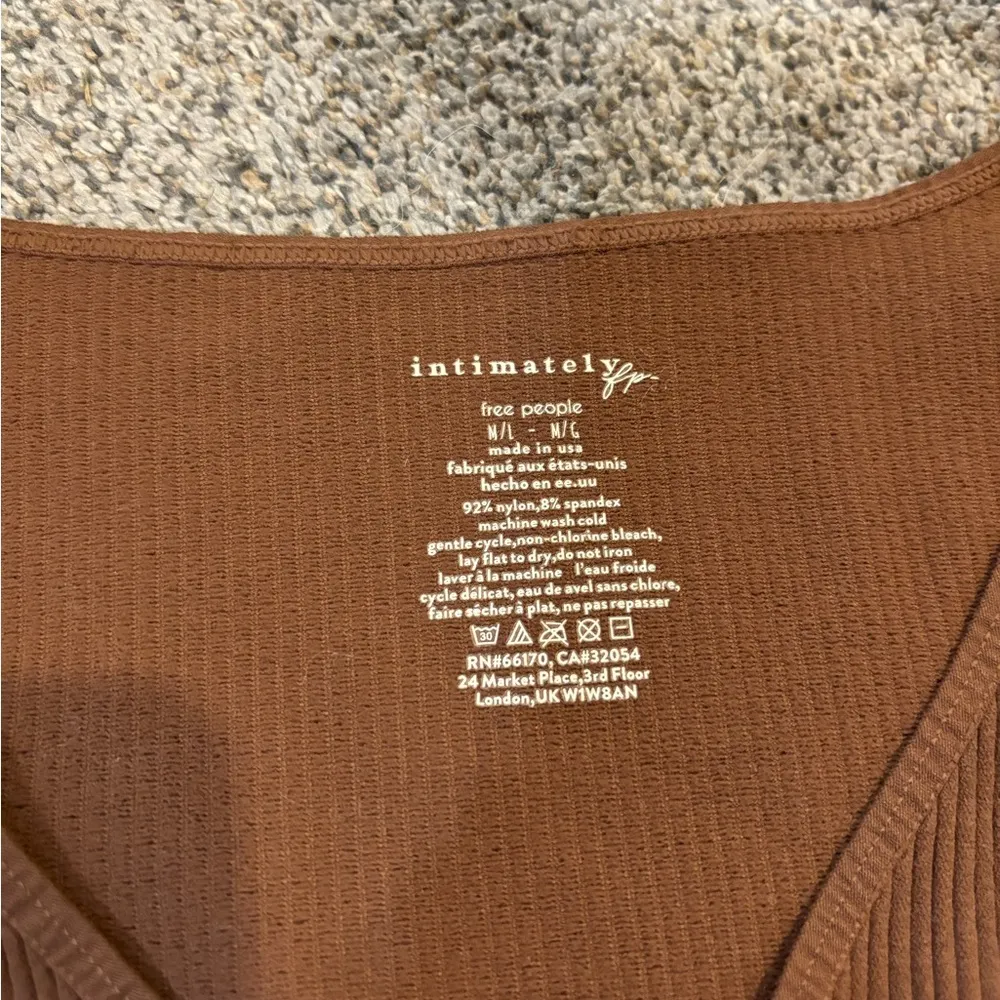 intimately fp-
free people
M/L - M/G
made in usa
fabriqué aux états-unis
hecho en ee.uu
92% nylon,8% spandex
machine wash cold
gentle cycle,non-chlorine bleach,
lay flat to dry,do not iron
laver à la machine l'eau froide
cycle délicat, eau de avel sans chlore,
faire sécher à plat, ne pas repasser
30
RN#66170, CA#32054
24 Market Place,3rd Floor
London,UK W1W8AN